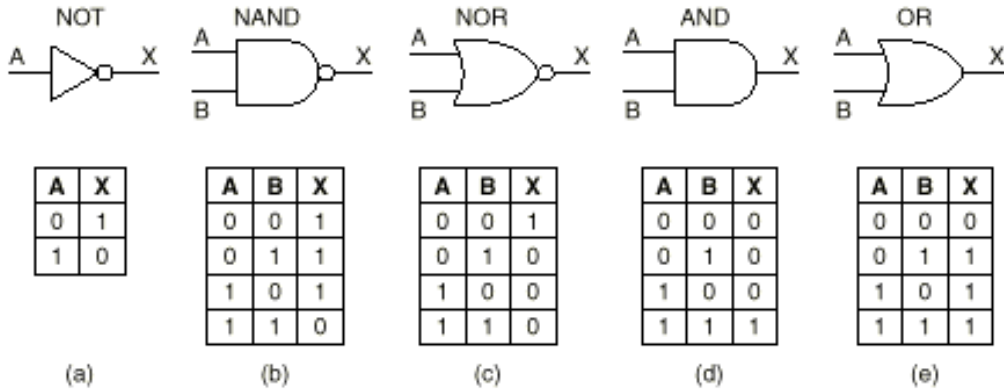 NOT NAND NOR AND OR
A X A X A X A X A X
B B B B
A X A B X A B X A B X A B X
0 1 0 0 1 0 0 1 0 0 0 0 0 0
1 0 0 1 1 0 1 0 0 1 0 0 1 1
1 0 1 1 0 0 1 0 0 1 0 1
1 1 0 1 1 0 1 1 1 1 1 1
(a) (b) (c) (d) (e)